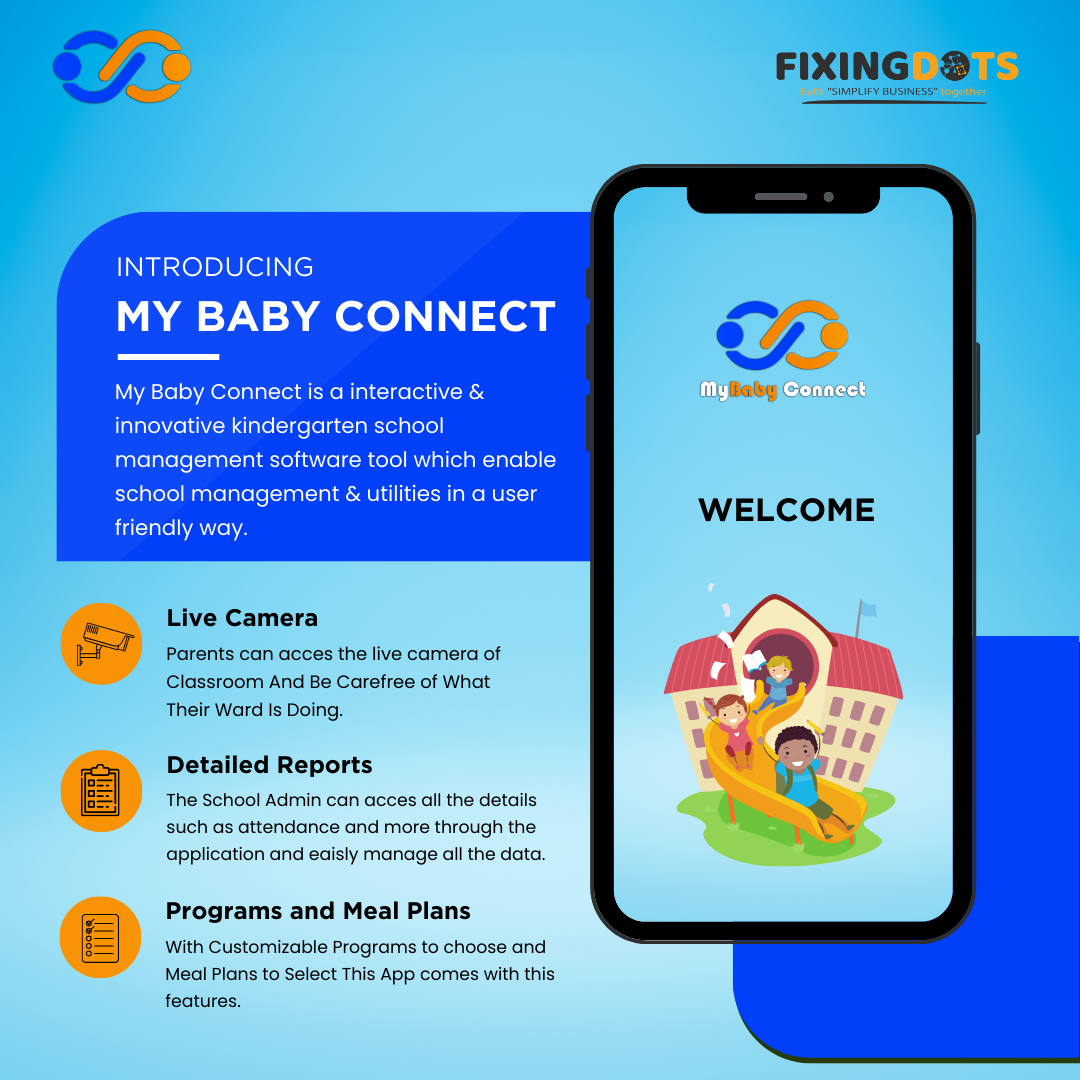 FIXINGDOTS
Let's "SIMPLIFY BUSINESS" together
INTRODUCING
MY BABY CONNECT
My Baby Connect is a interactive &
innovative kindergarten school
management software tool which enable
school management & utilities in a user
friendly way.
MyBaby Connect
WELCOME
Live Camera
Parents can acces the live camera of
Classroom And Be Carefree of What
Their Ward Is Doing.
Detailed Reports
The School Admin can acces all the details
such as attendance and more through the
application and eaisly manage all the data.
Programs and Meal Plans
With Customizable Programs to choose and
Meal Plans to Select This App comes with this
features.